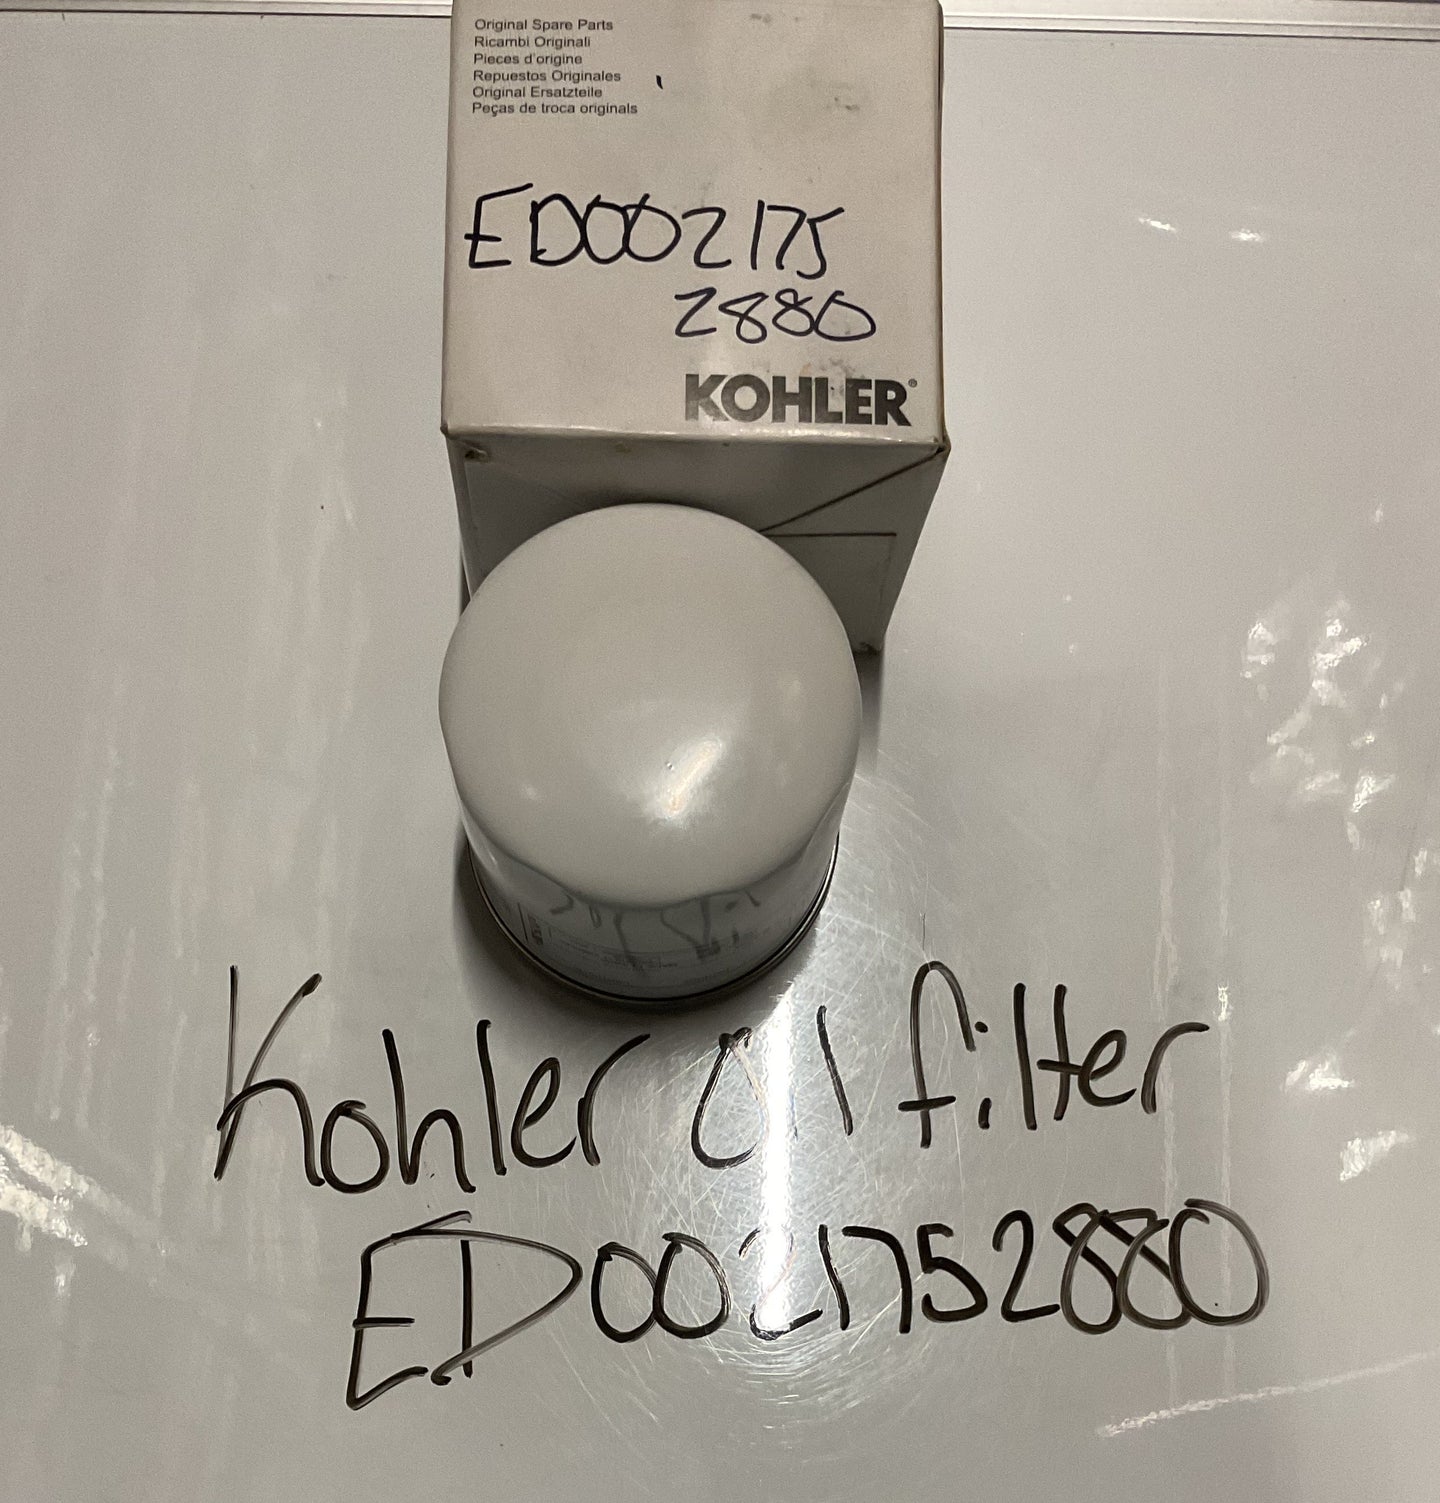 Original Spare Parts
Ricambi Originali
Pieces d'origine
Repuestos Originales
Original Ersatzteile
Peças de troca originals
ED002175
2880
KOHLER®
Kohler Oil filter
ED0021752880